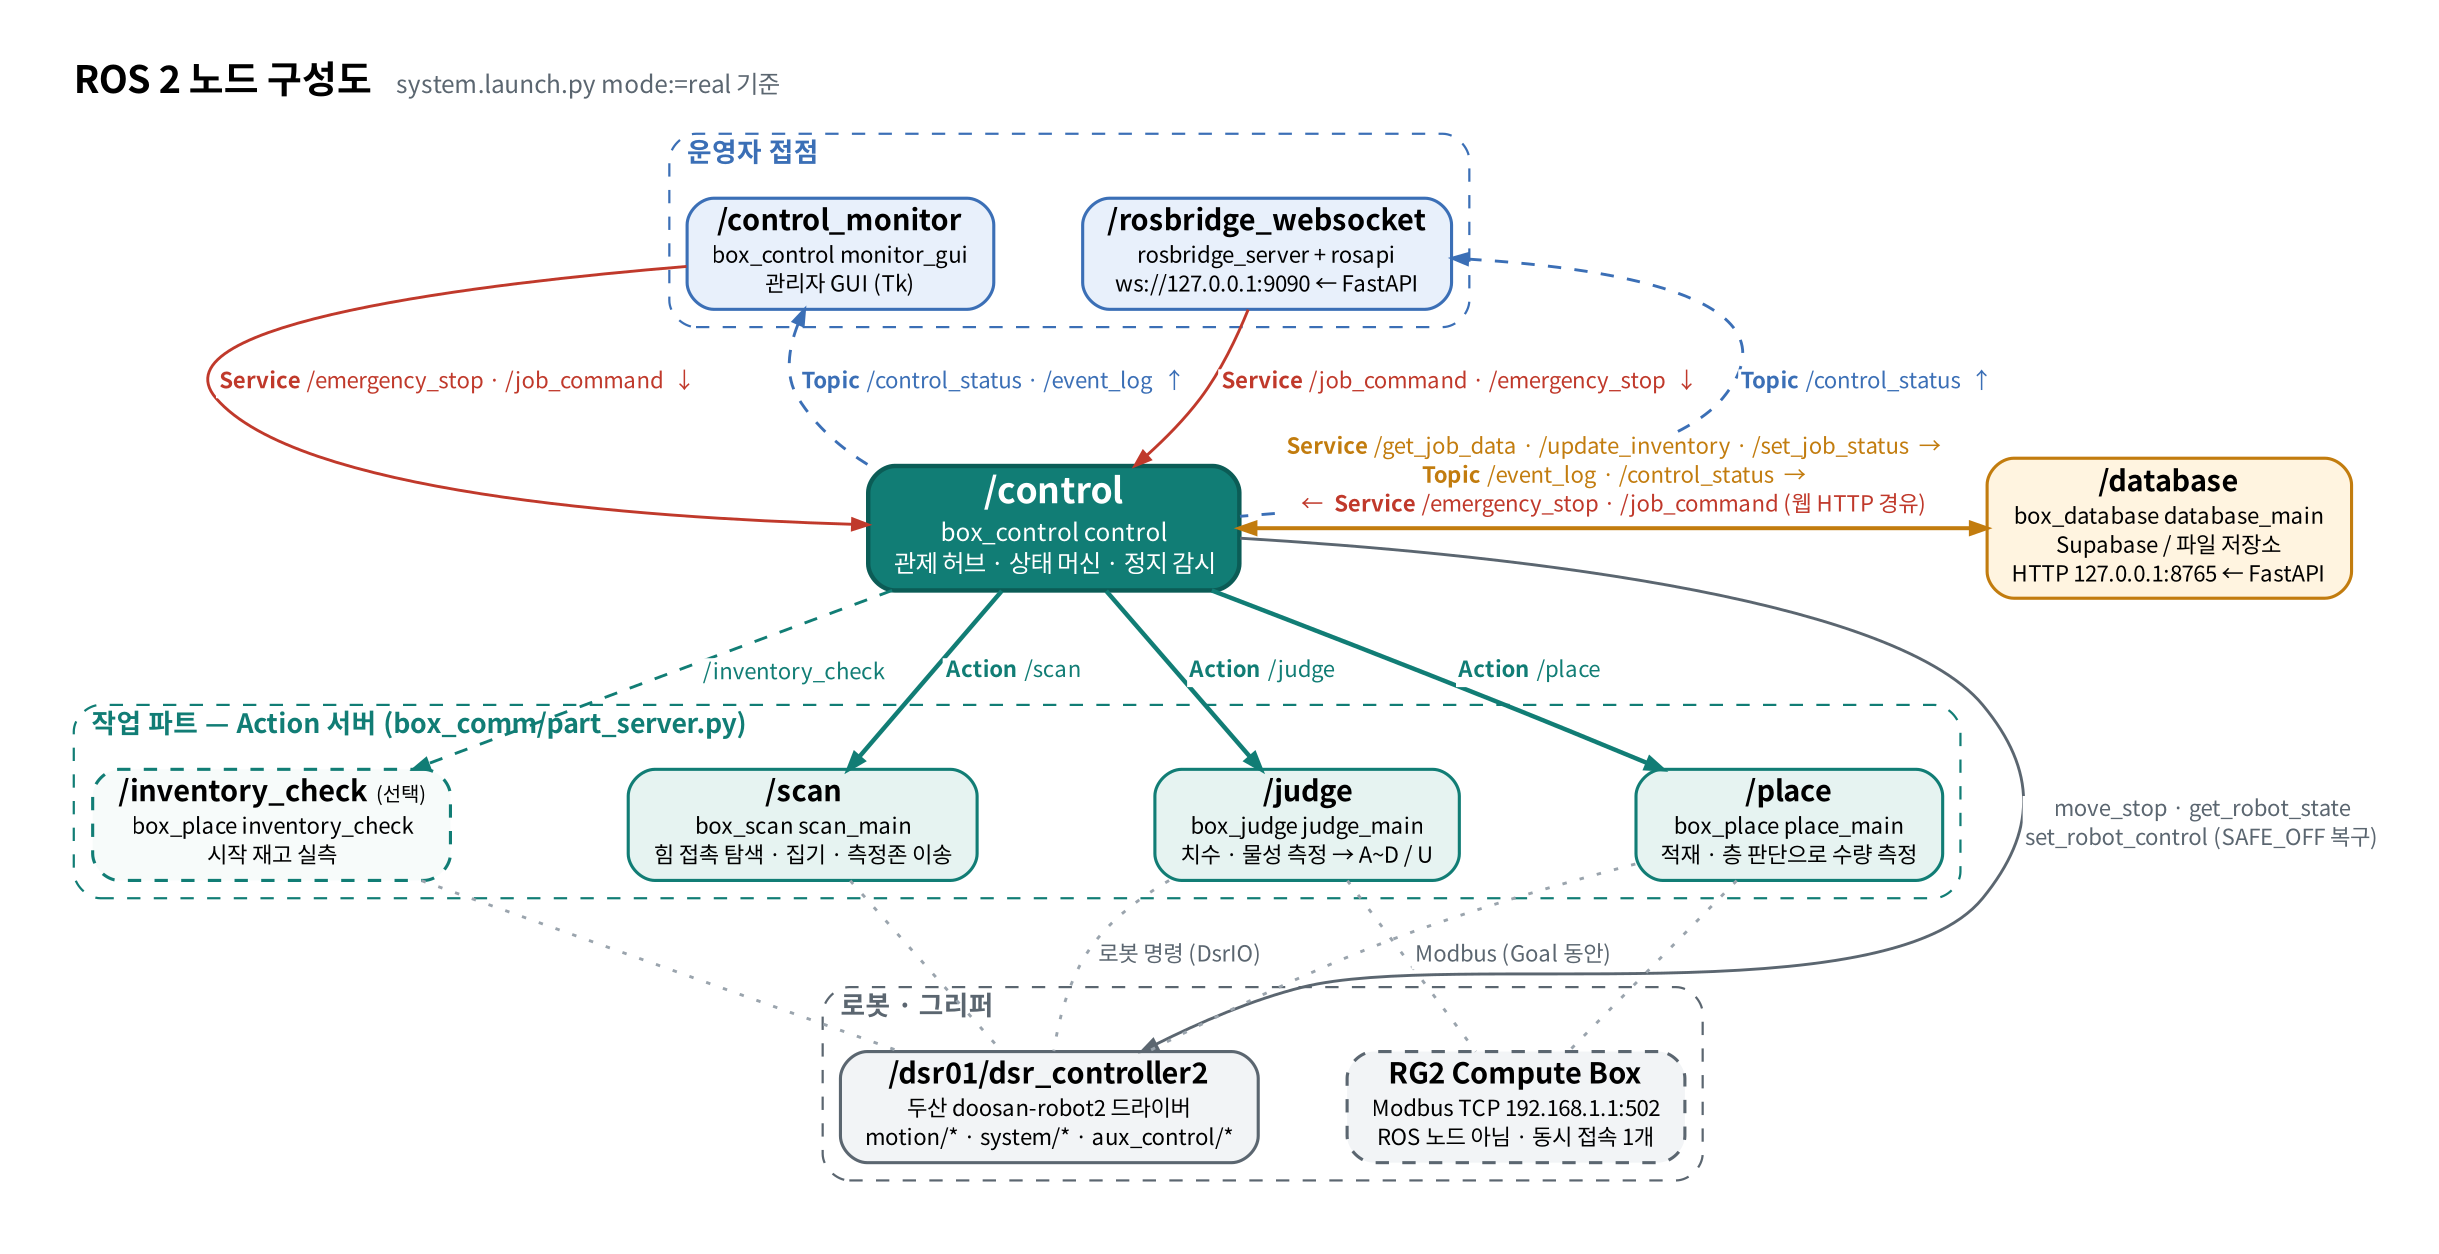 ROS 2 노드 구성도 system.launch.py mode:=real 기준
운영자 접점
/control_monitor
box_control monitor_gui
관리자 GUI (Tk)
/rosbridge_websocket
rosbridge_server + rosapi
ws://127.0.0.1:9090 ← FastAPI
Service /emergency_stop · /job_command ↓
Topic /control_status · /event_log ↑
Service /job_command · /emergency_stop ↓
Topic /control_status ↑
Service /get_job_data · /update_inventory · /set_job_status →
Topic /event_log · /control_status →
← Service /emergency_stop · /job_command (웹 HTTP 경유)
/control
box_control control
관제 허브 · 상태 머신 · 정지 감시
/database
box_database database_main
Supabase / 파일 저장소
HTTP 127.0.0.1:8765 ← FastAPI
/inventory_check
Action /scan
Action /judge
Action /place
작업 파트 — Action 서버 (box_comm/part_server.py)
/inventory_check (선택)
box_place inventory_check
시작 재고 실측
/scan
box_scan scan_main
힘 접촉 탐색 · 집기 · 측정존 이송
/judge
box_judge judge_main
치수 · 물성 측정 → A~D / U
/place
box_place place_main
적재 · 층 판단으로 수량 측정
move_stop · get_robot_state
set_robot_control (SAFE_OFF 복구)
로봇 명령 (DsrIO)
Modbus (Goal 동안)
로봇 · 그리퍼
/dsr01/dsr_controller2
두산 doosan-robot2 드라이버
motion/* · system/* · aux_control/*
RG2 Compute Box
Modbus TCP 192.168.1.1:502
ROS 노드 아님 · 동시 접속 1개